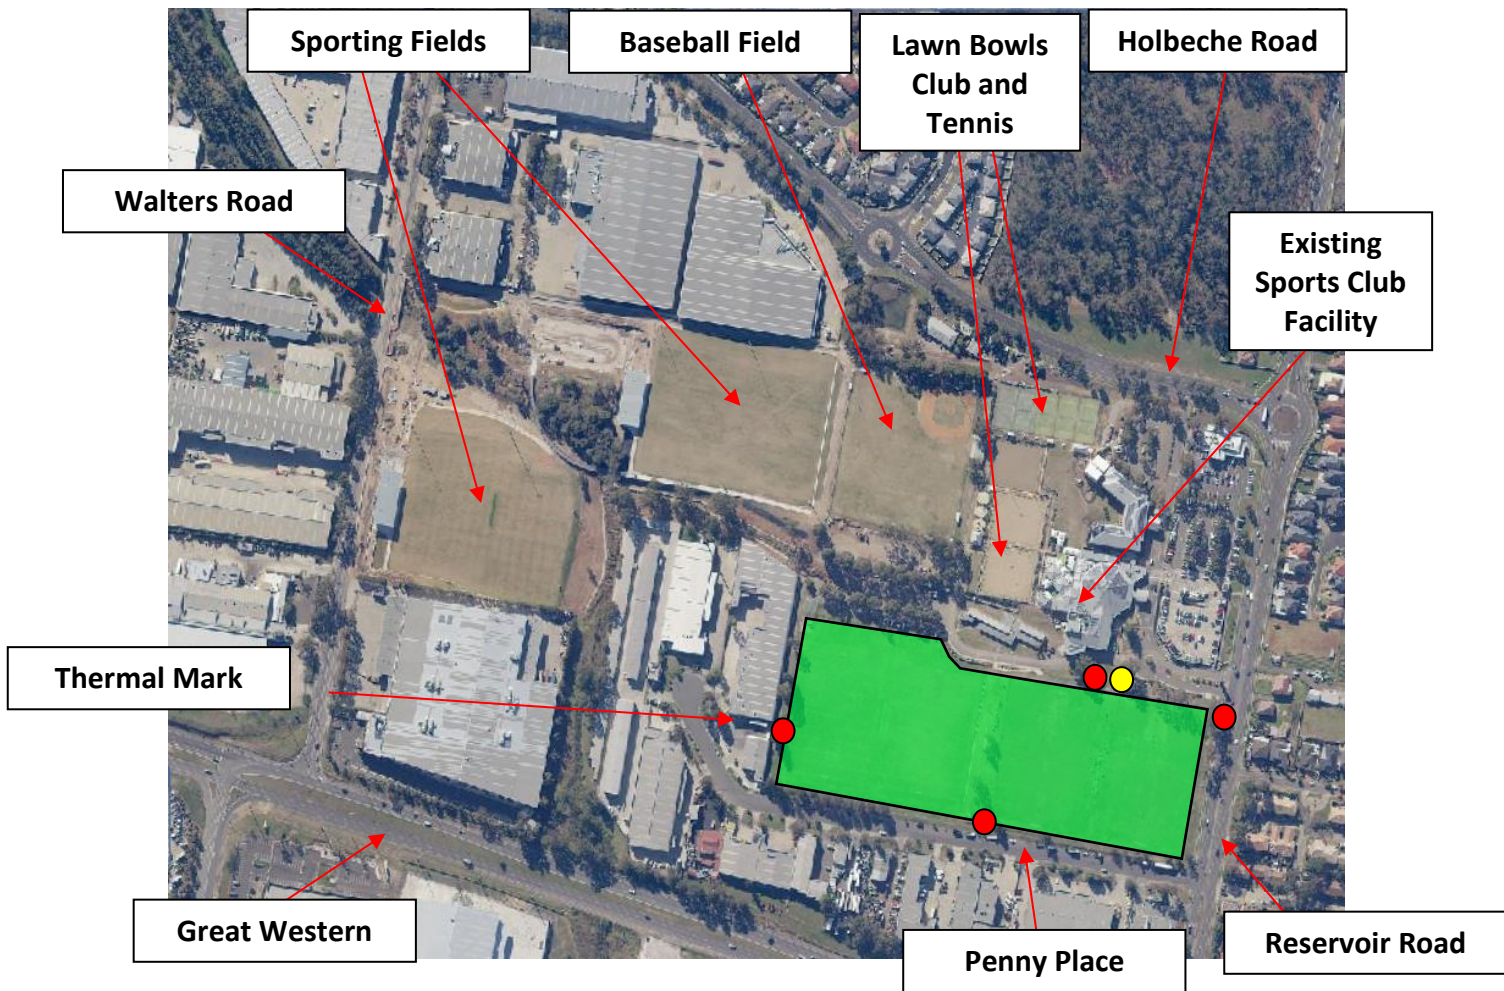 Sporting Fields
Baseball Field
Lawn Bowls
Club and
Tennis
Holbeche Road
Walters Road
Existing
Sports Club
Facility
Thermal Mark
Great Western
Penny Place
Reservoir Road